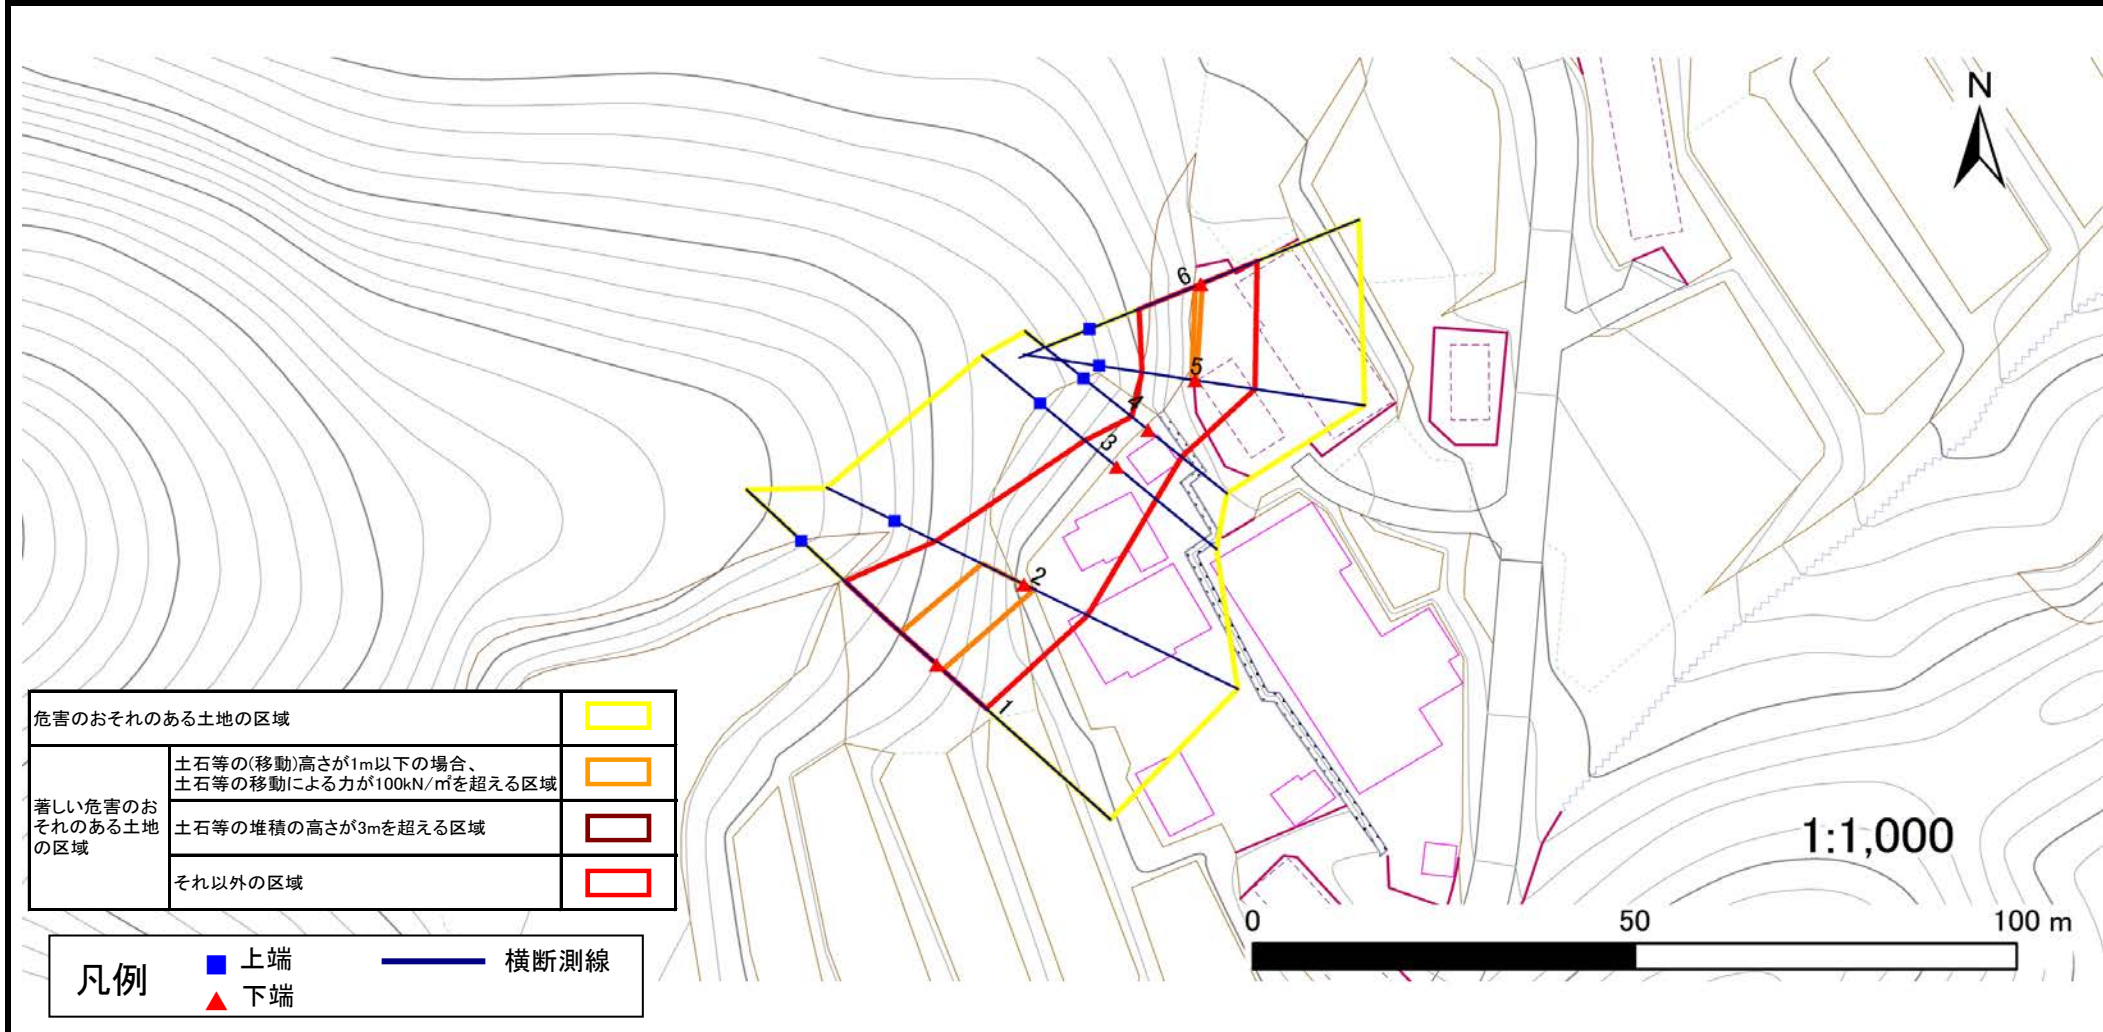 N
6
5
4
3
2
1
危害のおそれのある土地の区域
著しい危害のお
それのある土地
の区域
土石等の(移動)高さが1m以下の場合、
土石等の移動による力が100kN/㎡を超える区域
土石等の堆積の高さが3mを超える区域
それ以外の区域
凡例
上端
下端
横断測線
1:1,000
0 50 100 m